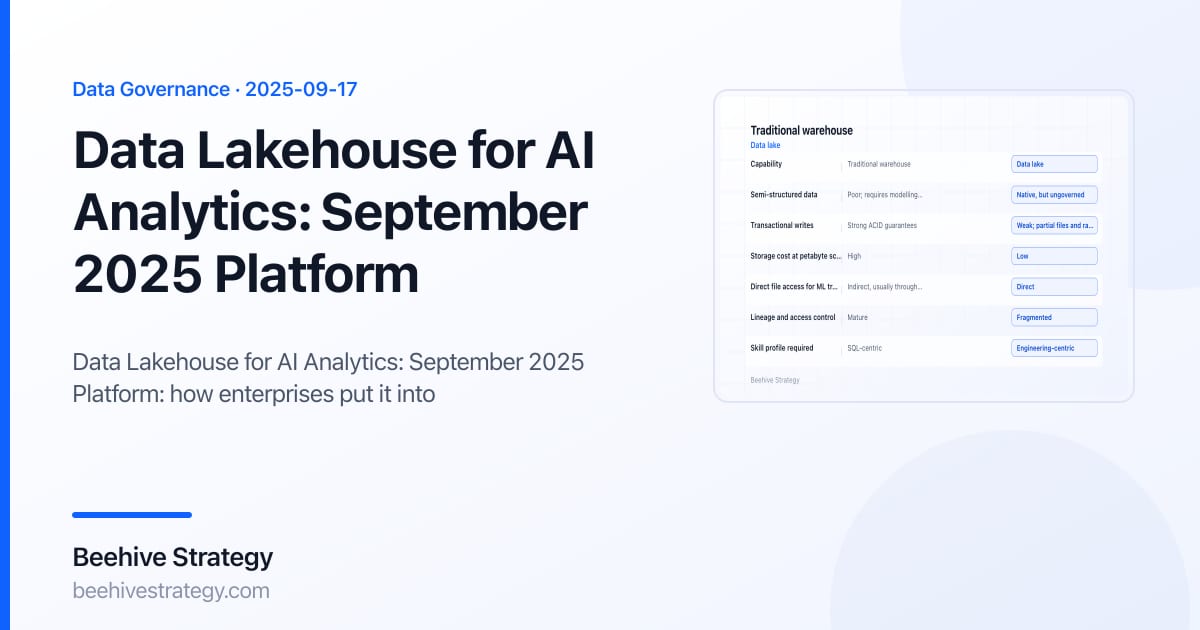 Data Governance · 2025-09-17
Data Lakehouse for AI
Analytics: September
2025 Platform
Data Lakehouse for AI Analytics: September 2025
Platform: how enterprises put it into
Beehive Strategy
beehivestrategy.com
Traditional warehouse
Data lake
Capability Traditional warehouse Data lake
Semi-structured data Poor; requires modelling... Native, but ungoverned
Transactional writes Strong ACID guarantees Weak; partial files and ra...
Storage cost at petabyte sc... High Low
Direct file access for ML tr... Indirect, usually through... Direct
Lineage and access control Mature Fragmented
Skill profile required SQL-centric Engineering-centric
Beehive Strategy